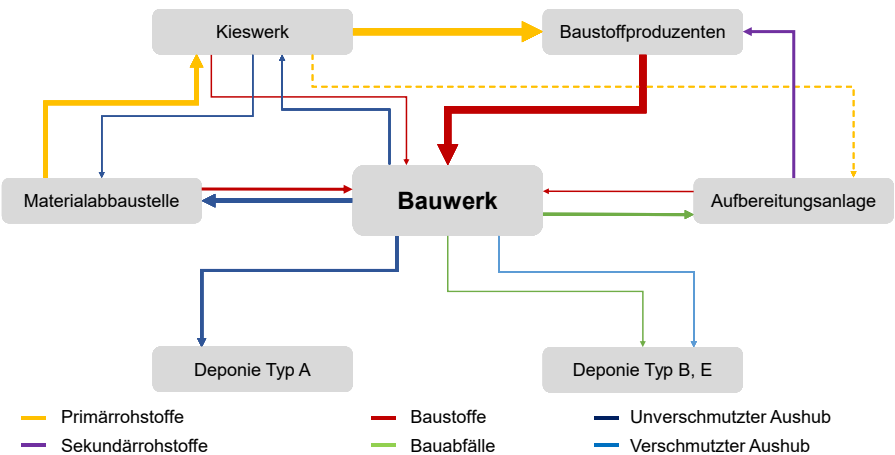 Kieswerk
Baustoffproduzenten
Materialabbaustelle
Bauwerk
Aufbereitungsanlage
Deponie Typ A
Deponie Typ B, E
Primärrohstoffe
Baustoffe
Unverschmutzter Aushub
Sekundärrohstoffe
Bauabfälle
Verschmutzter Aushub